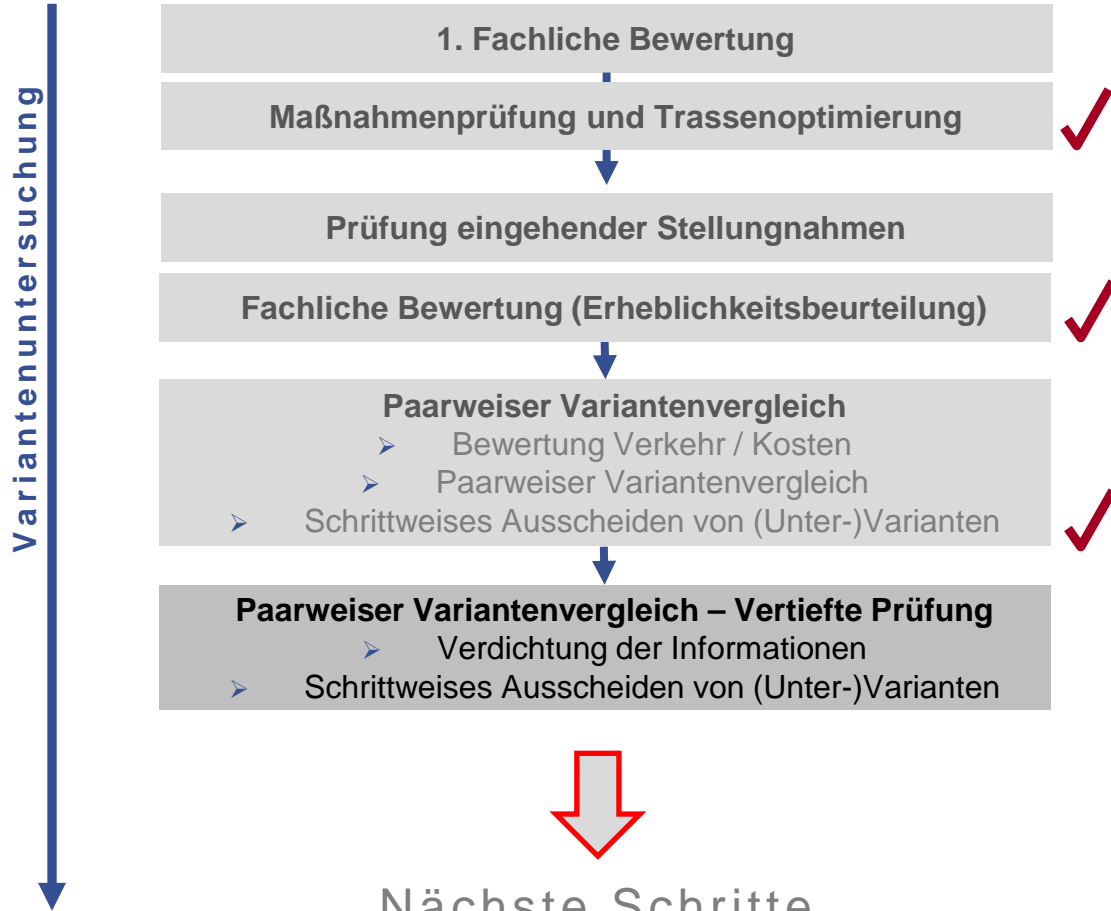 Variantenuntersuchung
1. Fachliche Bewertung
Maßnahmenprüfung und Trassenoptimierung
Prüfung eingehender Stellungnahmen
Fachliche Bewertung (Erheblichkeitsbeurteilung)
Paarweiser Variantenvergleich
➢ Bewertung Verkehr / Kosten
➢ Paarweiser Variantenvergleich
➢ Schrittweises Ausscheiden von (Unter-)Varianten
Paarweiser Variantenvergleich – Vertiefte Prüfung
➢ Verdichtung der Informationen
➢ Schrittweises Ausscheiden von (Unter-)Varianten
Nächste Schritte